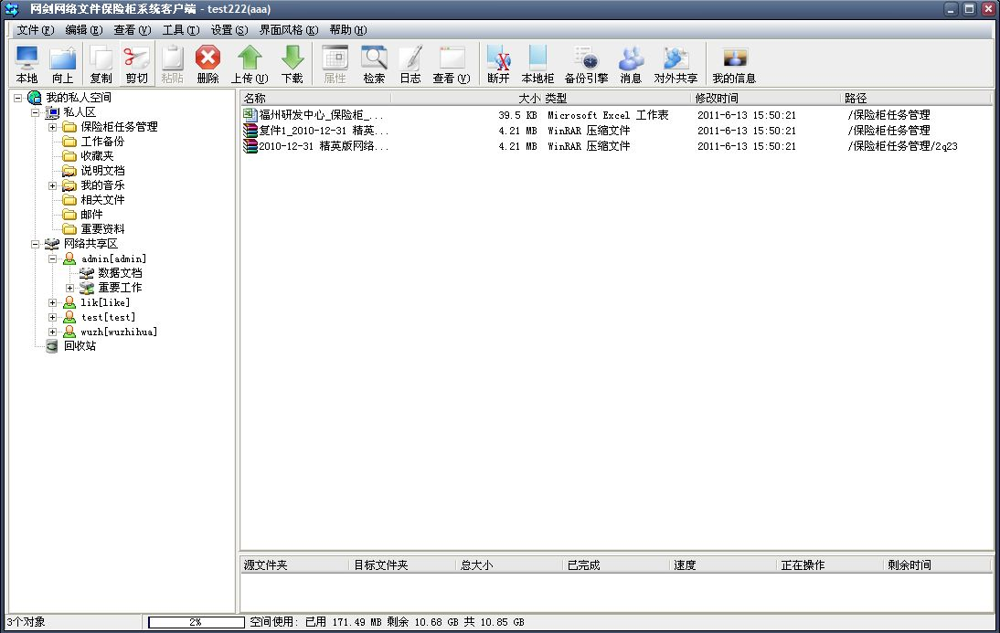 网剑网络文件保险柜系统客户端 - test222(aaa)
文件(F) 编辑(E) 查看(V) 工具(T) 设置(S) 界面风格(K) 帮助(H)
本地 向上 复制 剪切 粘贴 删除 上传(U) 下载 属性 检索 日志 查看(V) 断开 本地柜 备份引擎 消息 对外共享 我的信息
我的私人空间
私人区
保险柜任务管理
工作备份
收藏夹
说明文档
我的音乐
相关文件
邮件
重要资料
网络共享区
admin[admin]
数据文档
重要工作
lik[like]
test[test]
wuzh[wuzhihua]
回收站
名称 大小 类型 修改时间 路径
福州研发中心_保险柜_... 39.5 KB Microsoft Excel 工作表 2011-6-13 15:50:21 /保险柜任务管理
复件1_2010-12-31 精英... 4.21 MB WinRAR 压缩文件 2011-6-13 15:50:21 /保险柜任务管理
2010-12-31 精英版网络... 4.21 MB WinRAR 压缩文件 2011-6-13 15:50:21 /保险柜任务管理/2q23
源文件夹 目标文件夹 总大小 已完成 速度 正在操作 剩余时间
3个对象 2% 空间使用: 已用 171.49 MB 剩余 10.68 GB 共 10.85 GB